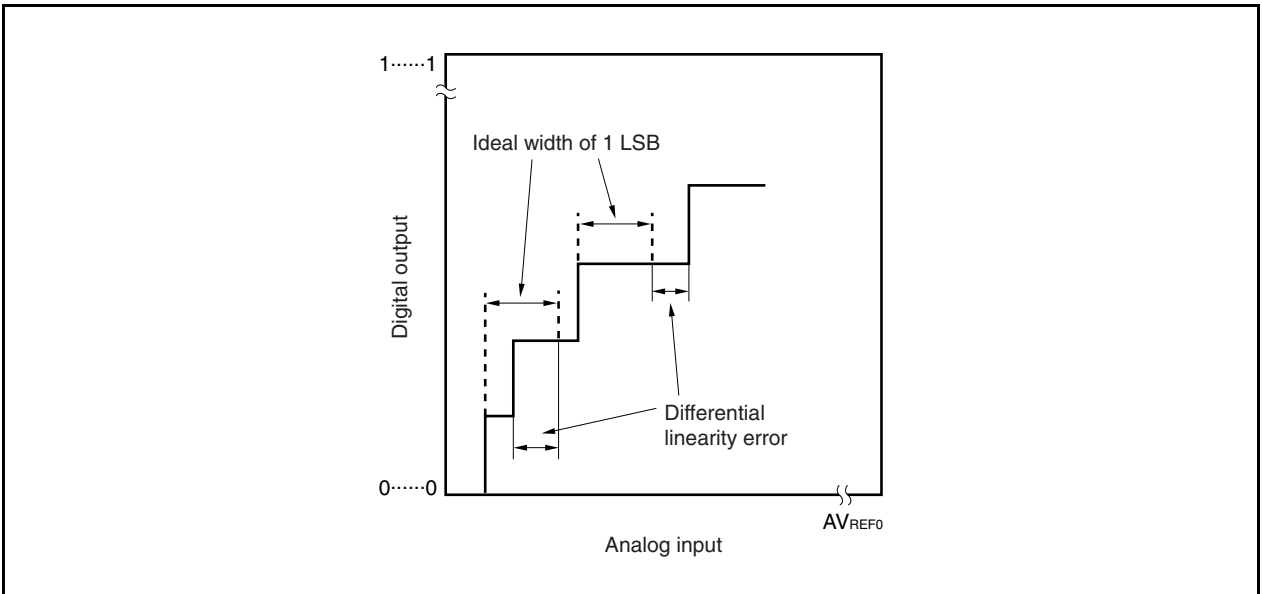 1······1
Ideal width of 1 LSB
Digital output
Differential
linearity error
0······0
AVREF0
Analog input